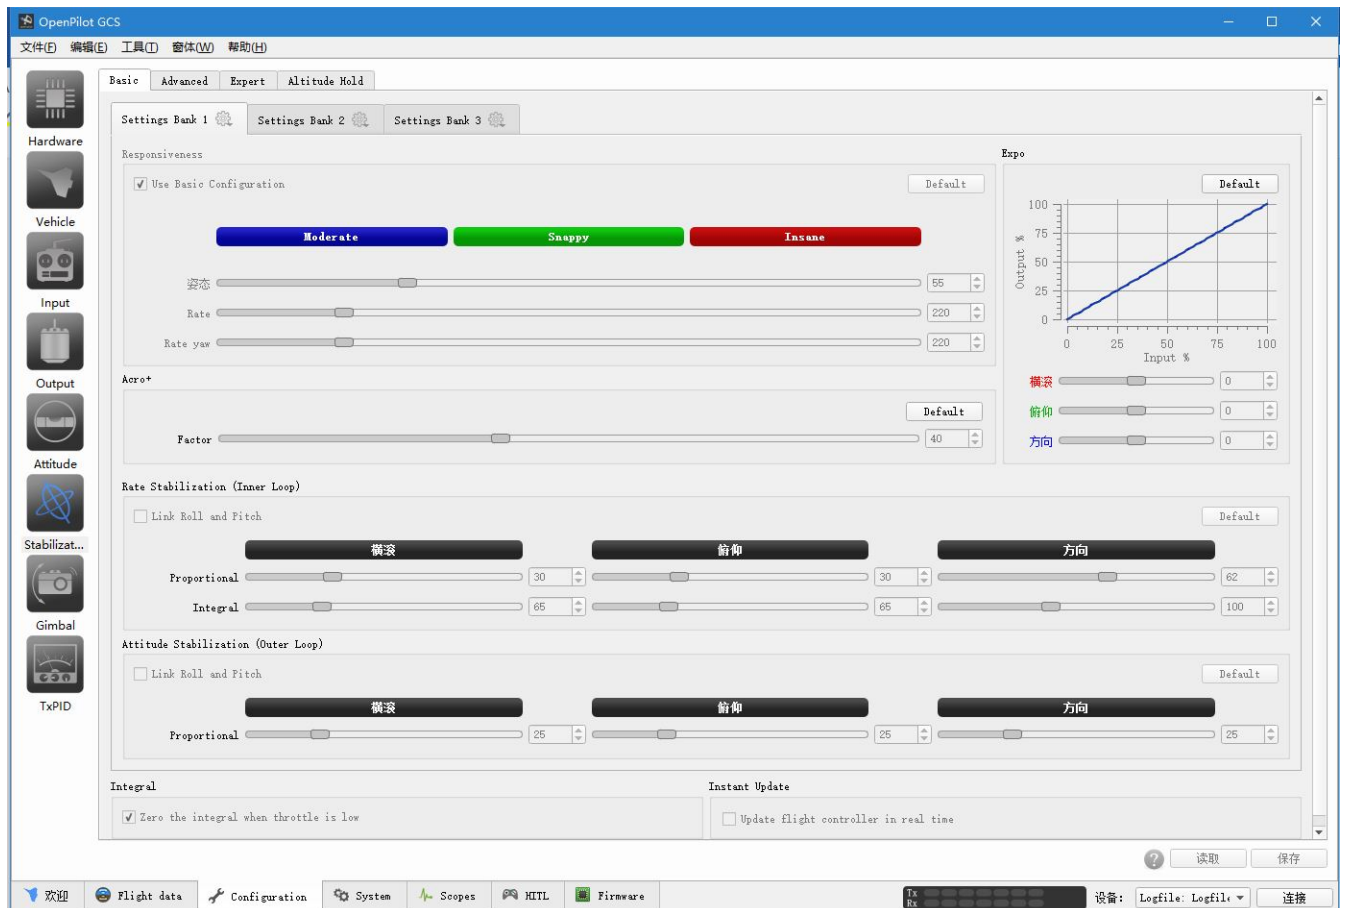 OpenPilot GCS
文件(F) 编辑(E) 工具(T) 窗体(W) 帮助(H)
Basic Advanced Expert Altitude Hold
Hardware
Vehicle
Input
Output
Attitude
Stabilizat...
Gimbal
TxPID
Settings Bank 1 Settings Bank 2 Settings Bank 3
Responsiveness
Use Basic Configuration Default
Moderate Snappy Insane
姿态 55
Rate 220
Rate yaw 220
Acro+
Default
Factor 40
Expo
Default
Output %
100
75
50
25
0
0 25 50 75 100
Input %
横滚 0
俯仰 0
方向 0
Rate Stabilization (Inner Loop)
Link Roll and Pitch Default
横滚 俯仰 方向
Proportional 30 30 62
Integral 65 65 100
Attitude Stabilization (Outer Loop)
Link Roll and Pitch Default
横滚 俯仰 方向
Proportional 25 25 25
Integral Instant Update
Zero the integral when throttle is low Update flight controller in real time
? 读取 保存
欢迎 Flight data Configuration System Scopes HITL Firmware
Tx
Rx
设备: Logfile: Logfile 连接